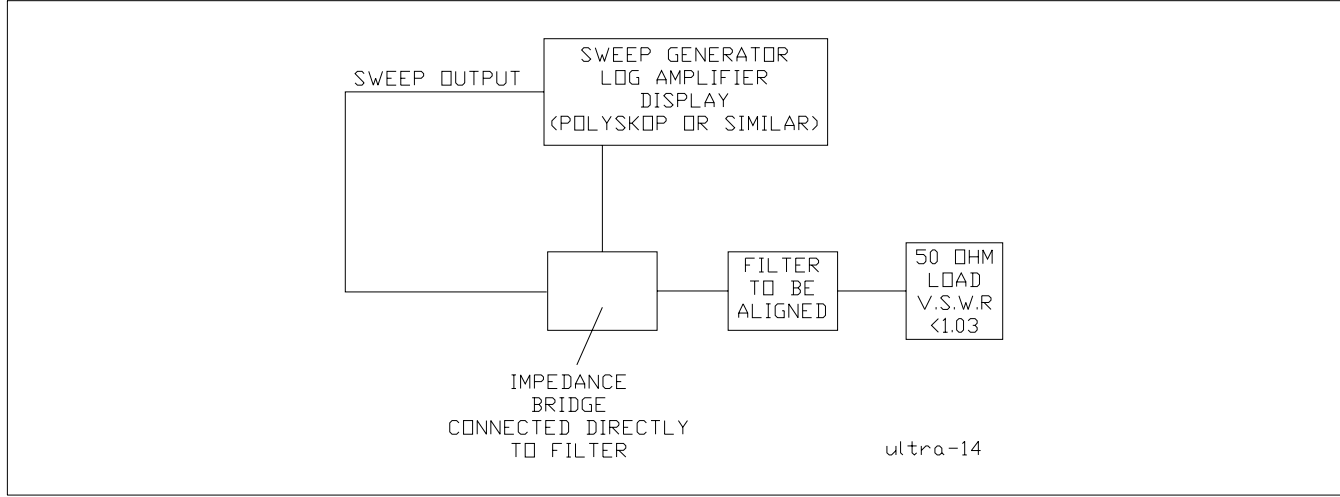 SWEEP OUTPUT
SWEEP GENERATOR
LOG AMPLIFIER
DISPLAY
(POLYSKOP OR SIMILAR)
FILTER
TO BE
ALIGNED
50 OHM
LOAD
V.S.W.R
<1.03
IMPEDANCE
BRIDGE
CONNECTED DIRECTLY
TO FILTER
ultra-14